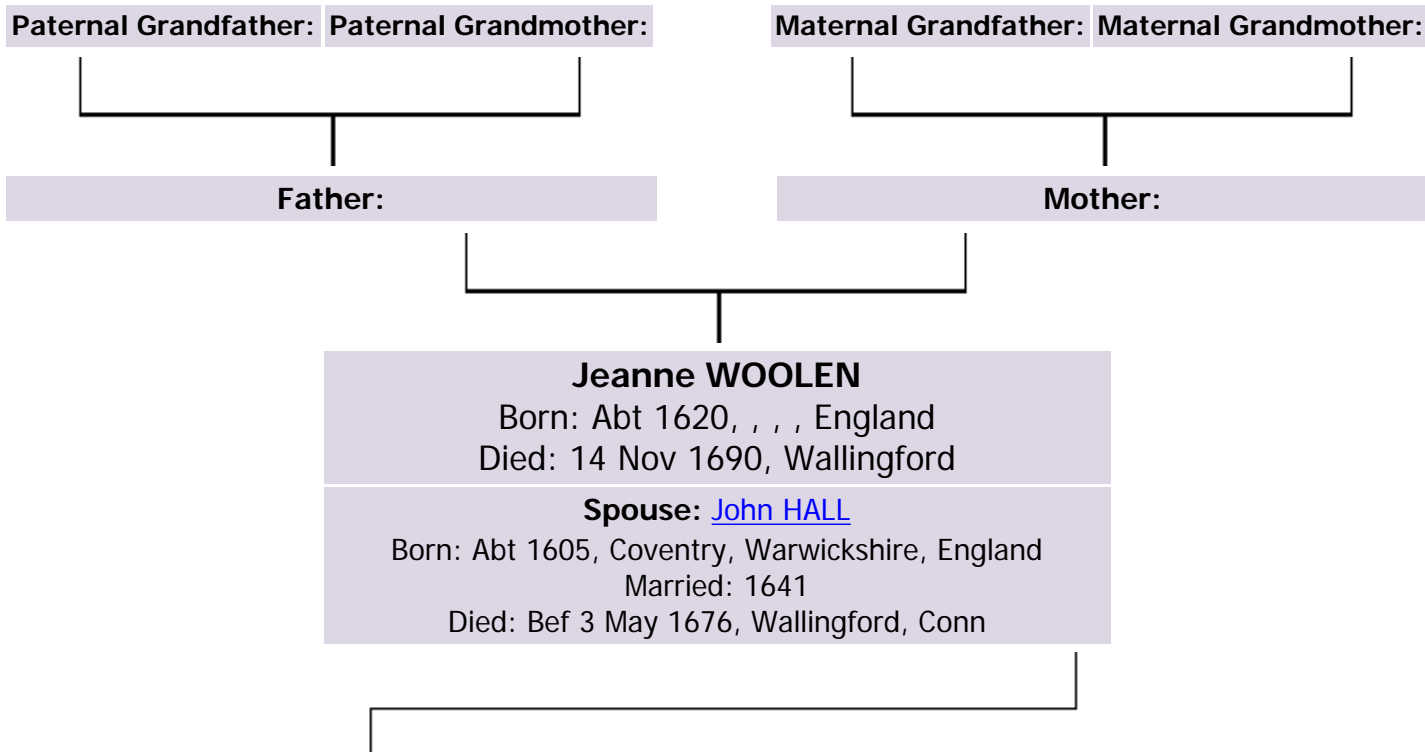 Paternal Grandfather: Paternal Grandmother: Maternal Grandfather: Maternal Grandmother:
Father: Mother:
Jeanne WOOLEN
Born: Abt 1620, , , , England
Died: 14 Nov 1690, Wallingford
Spouse: John HALL
Born: Abt 1605, Coventry, Warwickshire, England
Married: 1641
Died: Bef 3 May 1676, Wallingford, Conn